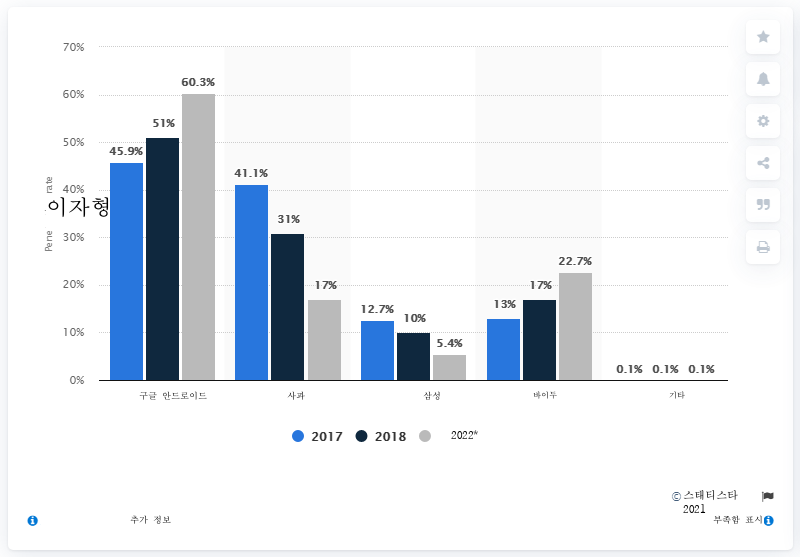 70%
60%
50%
40%
30%
20%
10%
0%
rate
이자형
Pene
45.9%
51%
60.3%
41.1%
31%
17%
12.7%
10%
5.4%
13%
17%
22.7%
0.1%
0.1%
0.1%
구글 안드로이드
사과
삼성
바이두
기타
2017
2018
2022*
© 스태티스타
2021
추가 정보
부족함 표시